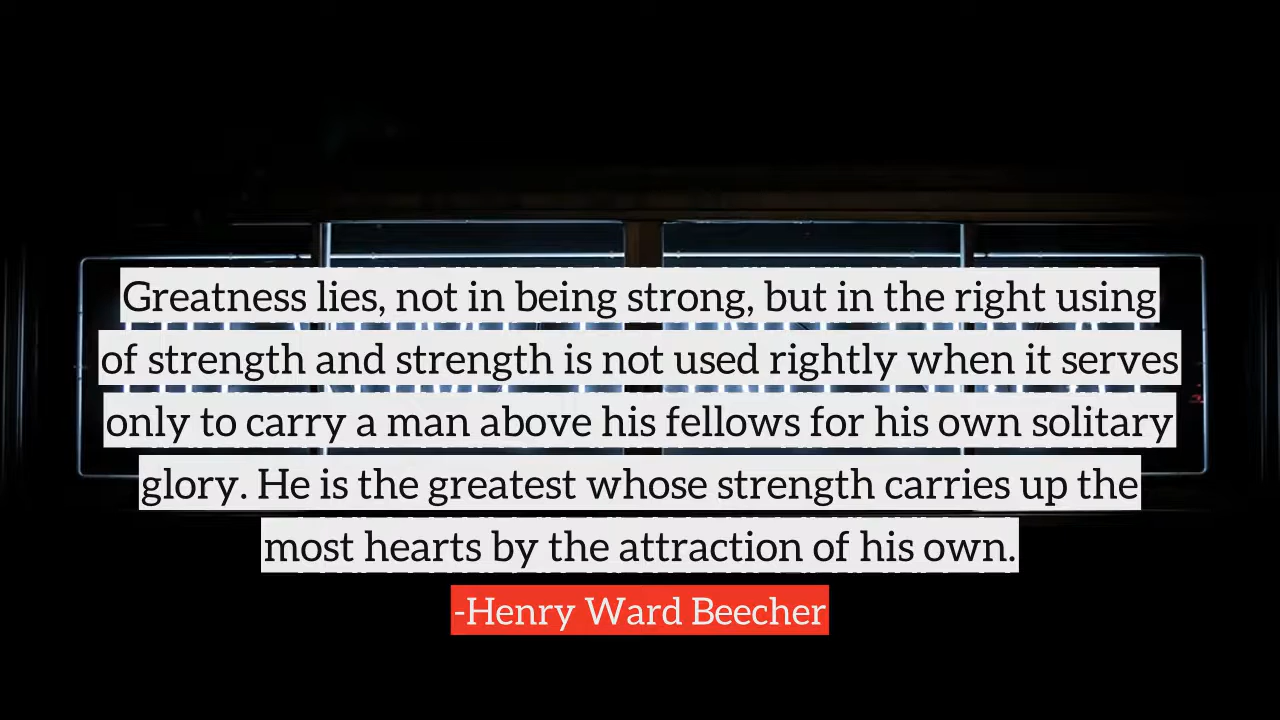 Greatness lies, not in being strong, but in the right using
of strength and strength is not used rightly when it serves
only to carry a man above his fellows for his own solitary
glory. He is the greatest whose strength carries up the
most hearts by the attraction of his own.
-Henry Ward Beecher